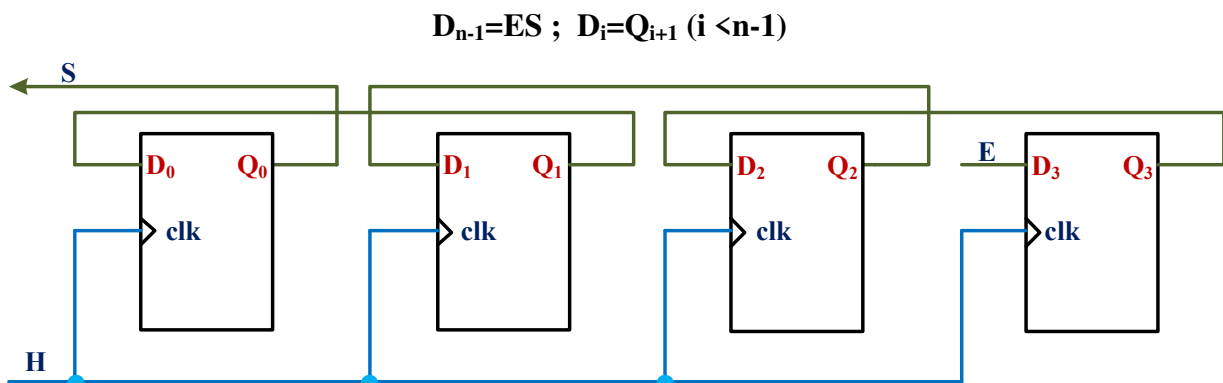 Dₙ₋₁=ES ; Dᵢ=Qᵢ₊₁ (i <n-1)
S
D₀ Q₀ D₁ Q₁ D₂ Q₂ E D₃ Q₃
clk clk clk clk
H